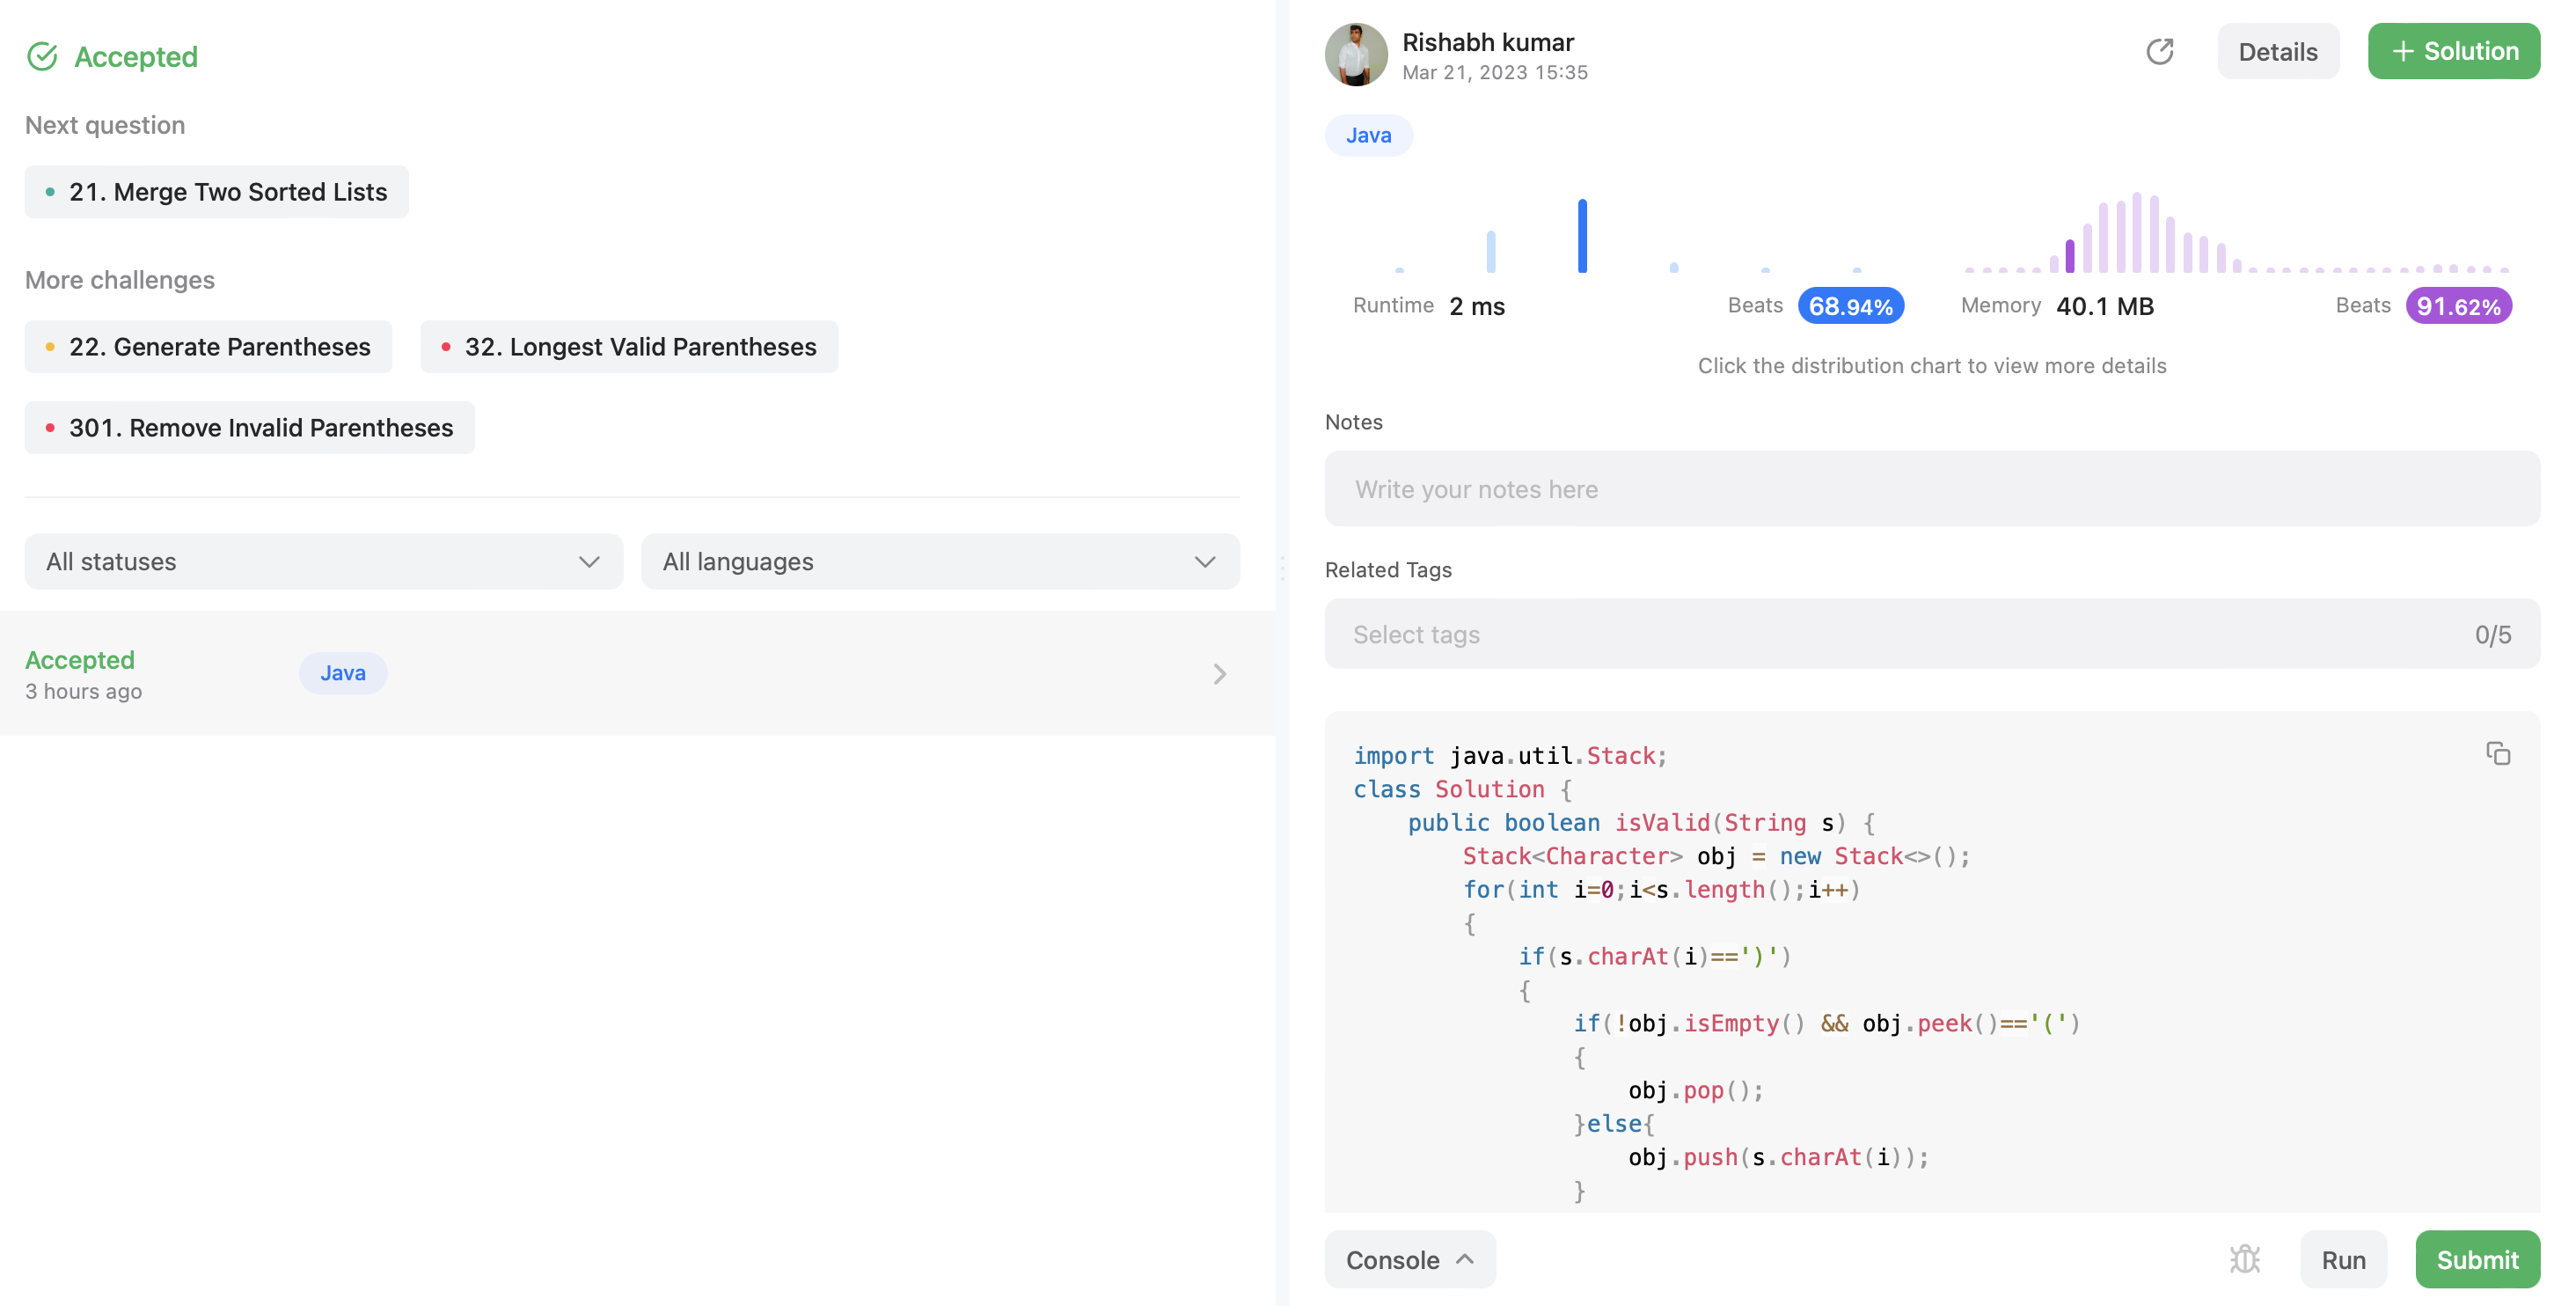 Accepted
Next question
21. Merge Two Sorted Lists
More challenges
22. Generate Parentheses
32. Longest Valid Parentheses
301. Remove Invalid Parentheses
All statuses
All languages
Accepted
3 hours ago
Java
Rishabh kumar
Mar 21, 2023 15:35
Details
+ Solution
Java
Runtime 2 ms
Beats 68.94%
Memory 40.1 MB
Beats 91.62%
Click the distribution chart to view more details
Notes
Write your notes here
Related Tags
Select tags
0/5
import java.util.Stack;
class Solution {
    public boolean isValid(String s) {
        Stack<Character> obj = new Stack<>();
        for(int i=0;i<s.length();i++)
        {
            if(s.charAt(i)==')')
            {
                if(!obj.isEmpty() && obj.peek()=='(')
                {
                    obj.pop();
                }else{
                    obj.push(s.charAt(i));
                }
Console
Run
Submit